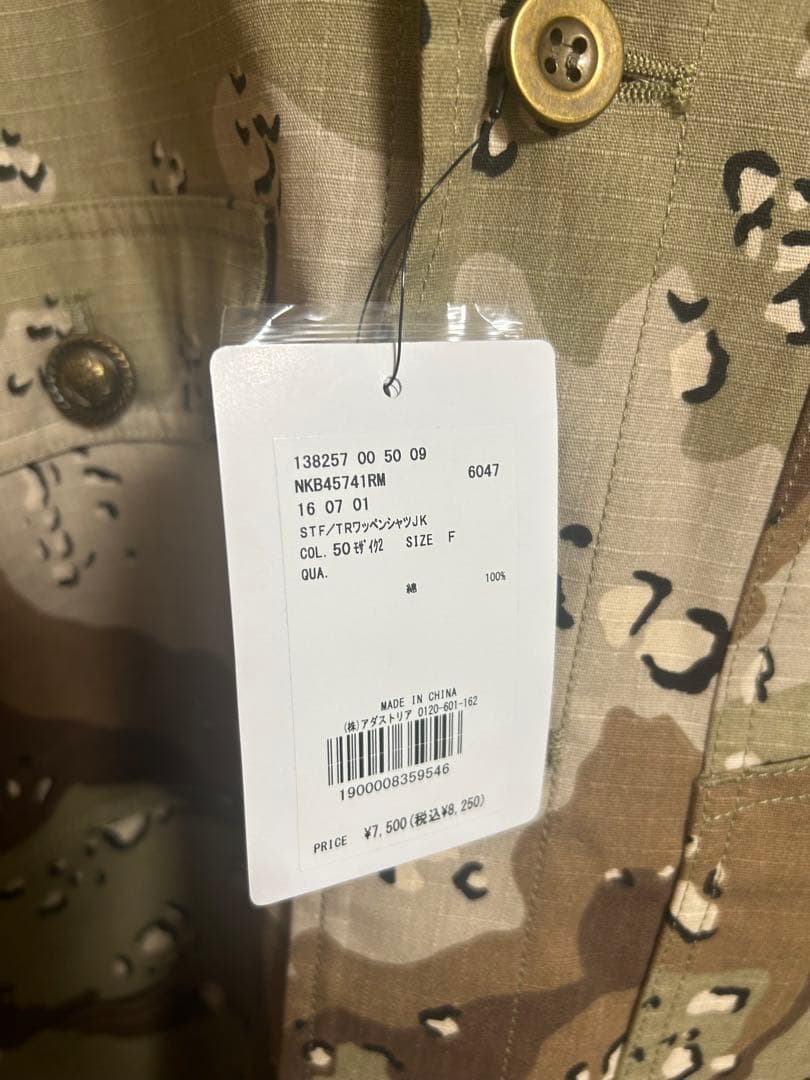 138257 00 50 09
NKB45741RM 6047
16 07 01
STF/TRワッペンシャツJK
COL. 50 ﾓｻﾞｲｸ2 SIZE F
QUA.
綿 100%
MADE IN CHINA
(株)アダストリア 0120-601-162
1900008359546
PRICE ¥7,500(税込¥8,250)